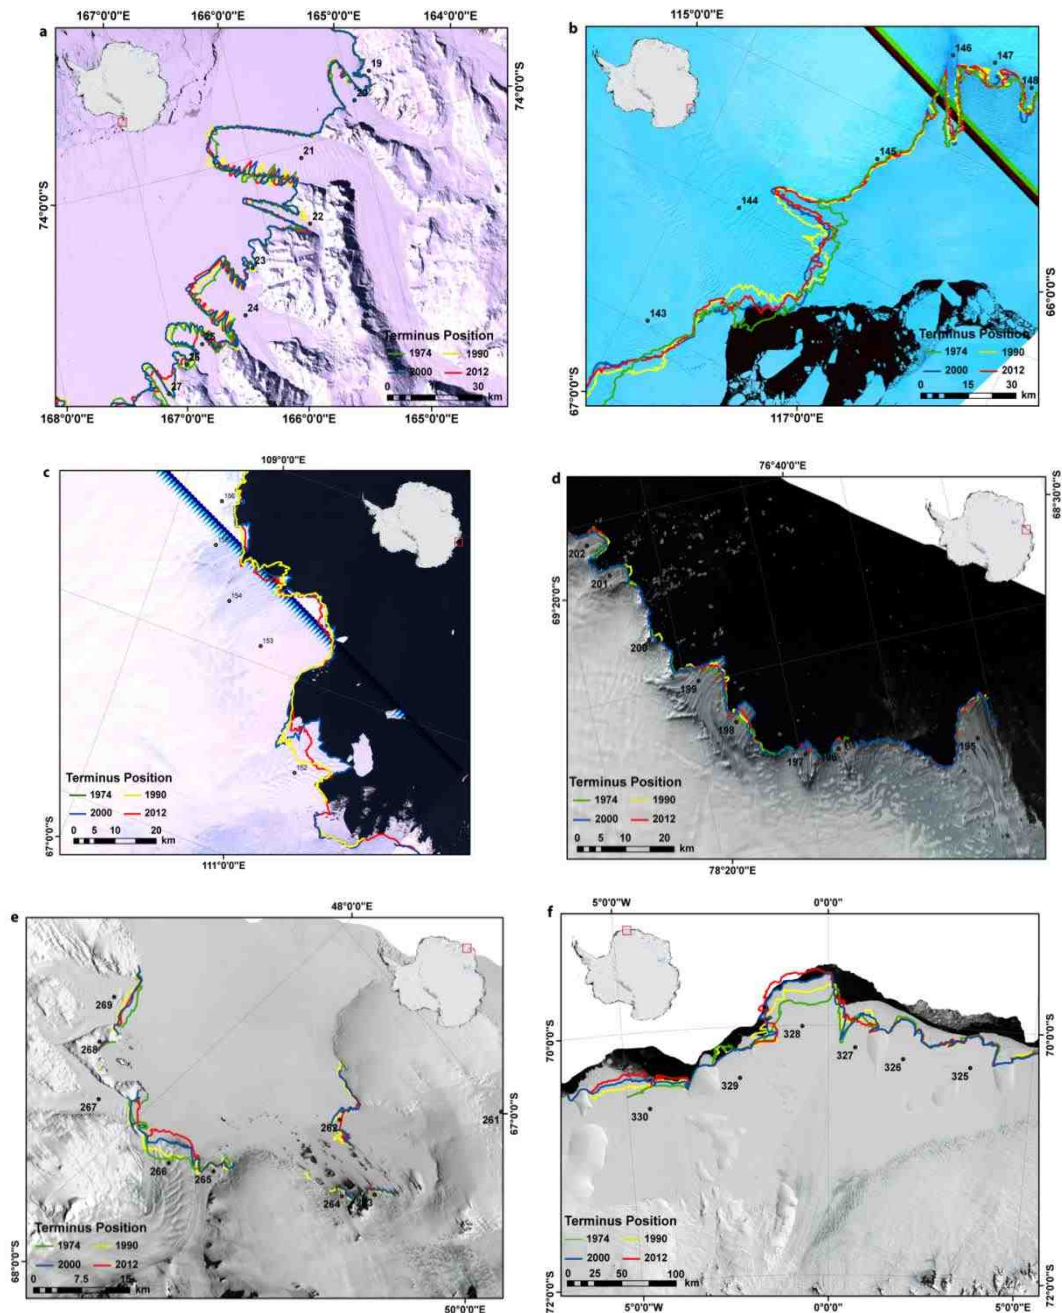 a
167°0'0"E 166°0'0"E 165°0'0"E 164°0'0"E
74°0'0"S
74°0'0"S
19
21
22
23
24
26
27
Terminus Position
1974 1990
2000 2012
0 15 30
km
168°0'0"E 167°0'0"E 166°0'0"E 165°0'0"E
b
115°0'0"E
146
147
148
145
144
143
66°0'0"S
67°0'0"S
Terminus Position
1974 1990
2000 2012
0 15 30
km
117°0'0"E
c
109°0'0"E
156
154
153
152
Terminus Position
1974 1990
2000 2012
0 5 10 20
km
67°0'0"S
111°0'0"E
d
76°40'0"E
68°30'0"S
202
201
69°20'0"S
200
199
198
197
195
Terminus Position
1974 1990
2000 2012
0 5 10 20
km
78°20'0"E
e
48°0'0"E
269
268
267
266
265
262
264
261
67°0'0"S
68°0'0"S
Terminus Position
1974 1990
2000 2012
0 7.5 15
km
50°0'0"E
f
5°0'0"W 0°0'0"
70°0'0"S
70°0'0"S
328
327
326
325
329
330
Terminus Position
1974 1990
2000 2012
0 25 50 100
km
72°0'0"S
72°0'0"S
5°0'0"W 0°0'0" 5°0'0"E